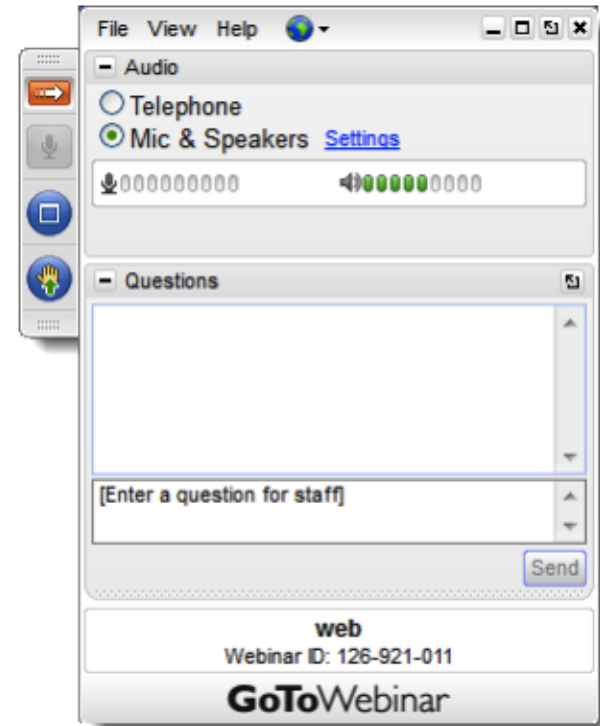 File View Help
Audio
Telephone
Mic & Speakers Settings
Questions
[Enter a question for staff]
Send
web
Webinar ID: 126-921-011
GoToWebinar